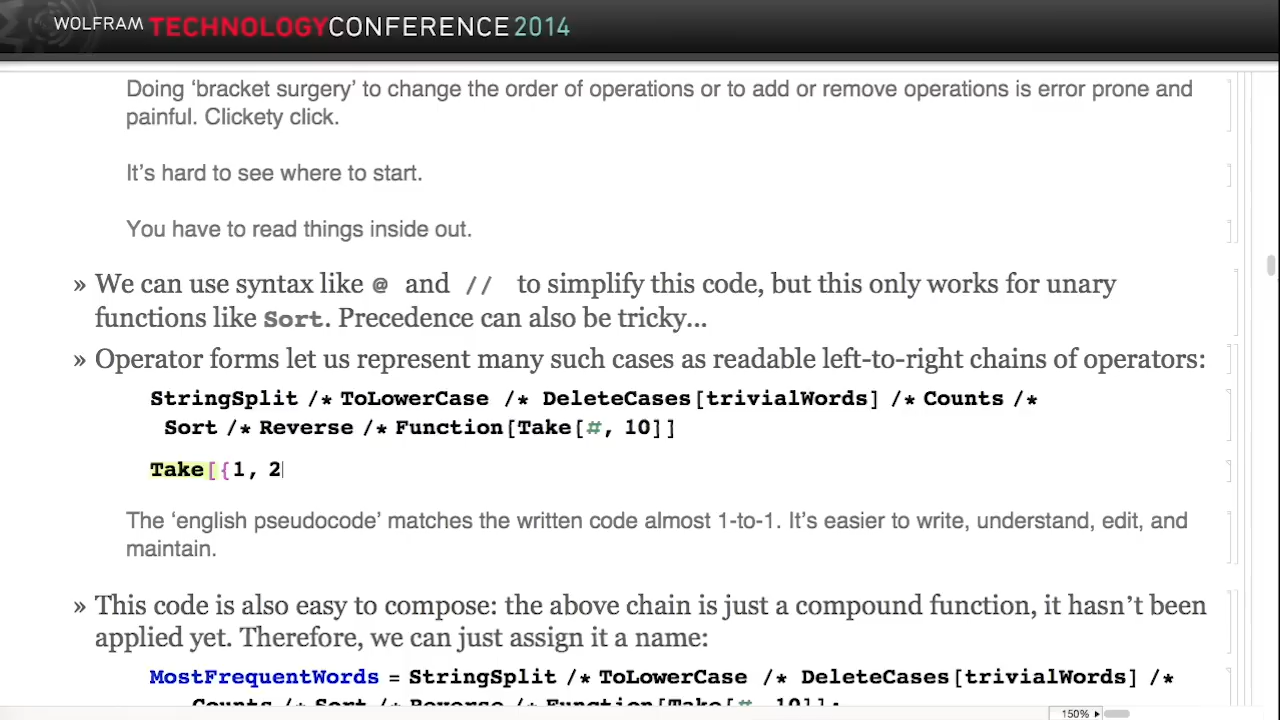 WOLFRAM TECHNOLOGYCONFERENCE 2014
Doing ‘bracket surgery’ to change the order of operations or to add or remove operations is error prone and
painful. Clickety click.
It’s hard to see where to start.
You have to read things inside out.
» We can use syntax like @ and // to simplify this code, but this only works for unary
functions like Sort. Precedence can also be tricky...
» Operator forms let us represent many such cases as readable left-to-right chains of operators:
StringSplit /* ToLowerCase /* DeleteCases[trivialWords] /* Counts /*
Sort /* Reverse /* Function[Take[#, 10]]
Take[{1, 2
The ‘english pseudocode’ matches the written code almost 1-to-1. It’s easier to write, understand, edit, and
maintain.
» This code is also easy to compose: the above chain is just a compound function, it hasn’t been
applied yet. Therefore, we can just assign it a name:
MostFrequentWords = StringSplit /* ToLowerCase /* DeleteCases[trivialWords] /*
Counts /* Sort /* Reverse /* Function[Take[#, 10]];
150%